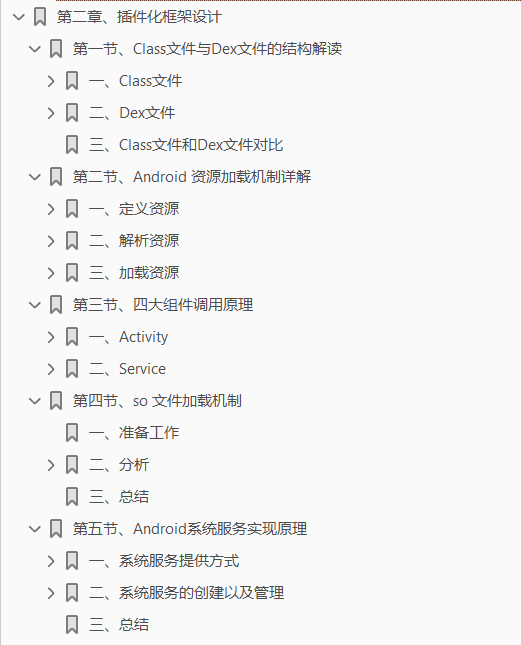 第二章、插件化框架设计
第一节、Class文件与Dex文件的结构解读
一、Class文件
二、Dex文件
三、Class文件和Dex文件对比
第二节、Android 资源加载机制详解
一、定义资源
二、解析资源
三、加载资源
第三节、四大组件调用原理
一、Activity
二、Service
第四节、so 文件加载机制
一、准备工作
二、分析
三、总结
第五节、Android系统服务实现原理
一、系统服务提供方式
二、系统服务的创建以及管理
三、总结